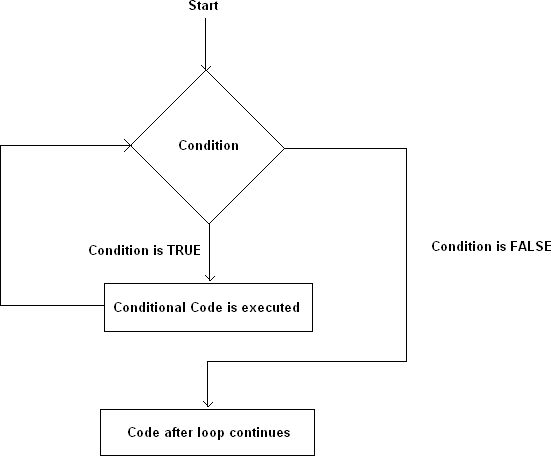 Start
Condition
Condition is TRUE
Condition is FALSE
Conditional Code is executed
Code after loop continues